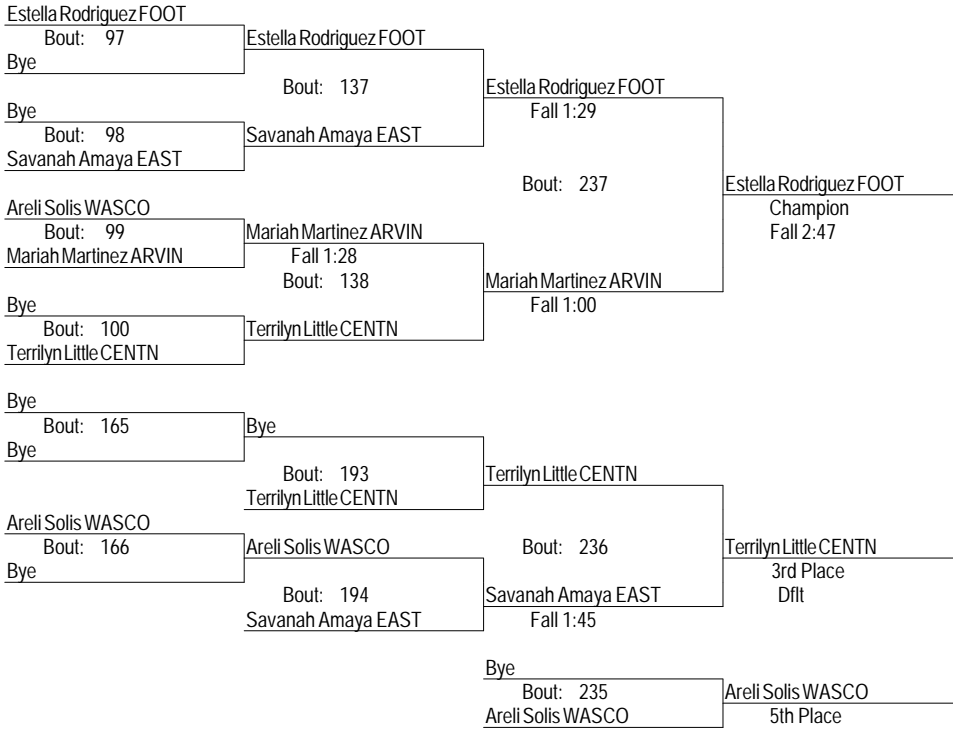 Estella Rodriguez FOOT
Bout: 97
Estella Rodriguez FOOT
Bye
Bout: 137
Estella Rodriguez FOOT
Bye
Fall 1:29
Bout: 98
Savanah Amaya EAST
Savanah Amaya EAST
Bout: 237
Estella Rodriguez FOOT
Areli Solis WASCO
Champion
Bout: 99
Mariah Martinez ARVIN
Fall 2:47
Mariah Martinez ARVIN
Fall 1:28
Bout: 138
Mariah Martinez ARVIN
Bye
Fall 1:00
Bout: 100
Terrilyn Little CENTN
Terrilyn Little CENTN
Bye
Bout: 165
Bye
Bye
Bout: 193
Terrilyn Little CENTN
Terrilyn Little CENTN
Areli Solis WASCO
Bout: 166
Areli Solis WASCO
Bout: 236
Terrilyn Little CENTN
Bye
3rd Place
Bout: 194
Savanah Amaya EAST
Dflt
Savanah Amaya EAST
Fall 1:45
Bye
Bout: 235
Areli Solis WASCO
Areli Solis WASCO
5th Place